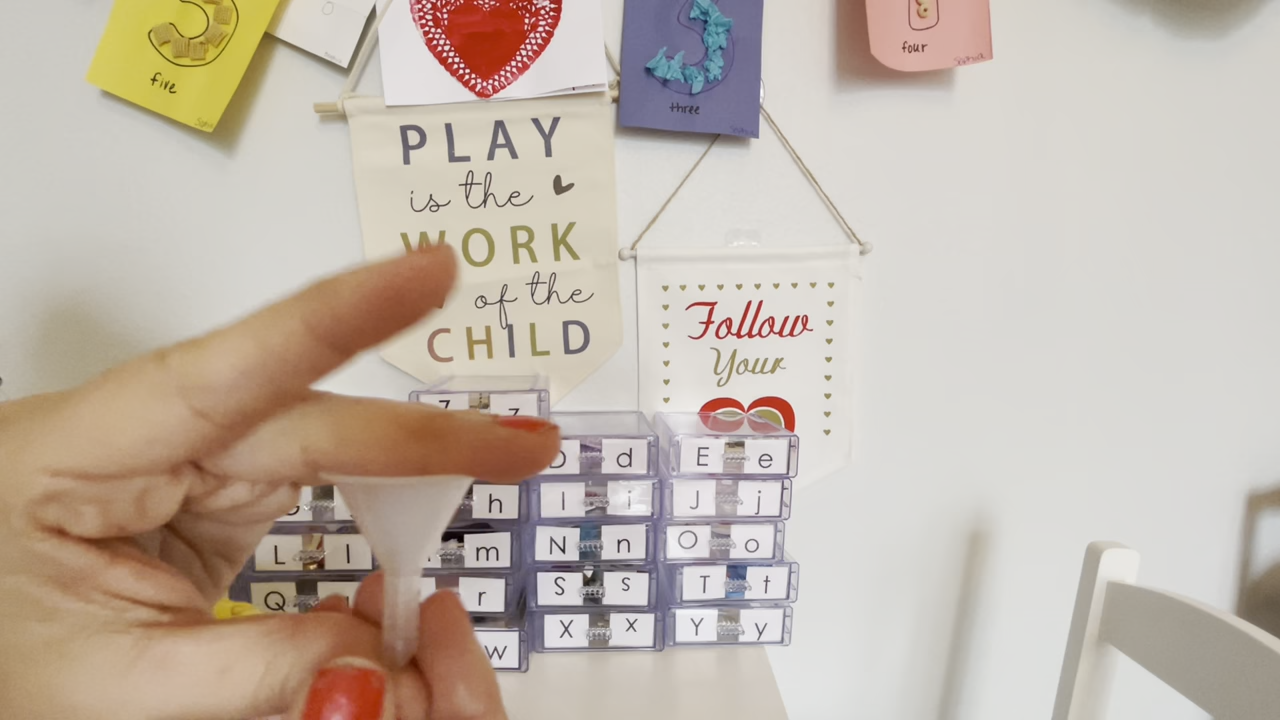 five
three
four
PLAY
is the
WORK
of the
CHILD
Follow
Your
Z z
D d
E e
h
I i
J j
L l
m
N n
O o
Q
r
S s
T t
w
X x
Y y